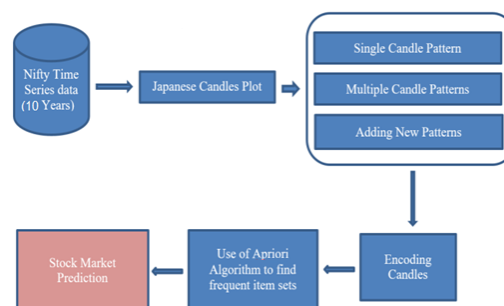 Nifty Time
Series data
(10 Years)
Japanese Candles Plot
Single Candle Pattern
Multiple Candle Patterns
Adding New Patterns
Encoding
Candles
Use of Apriori
Algorithm to find
frequent item sets
Stock Market
Prediction